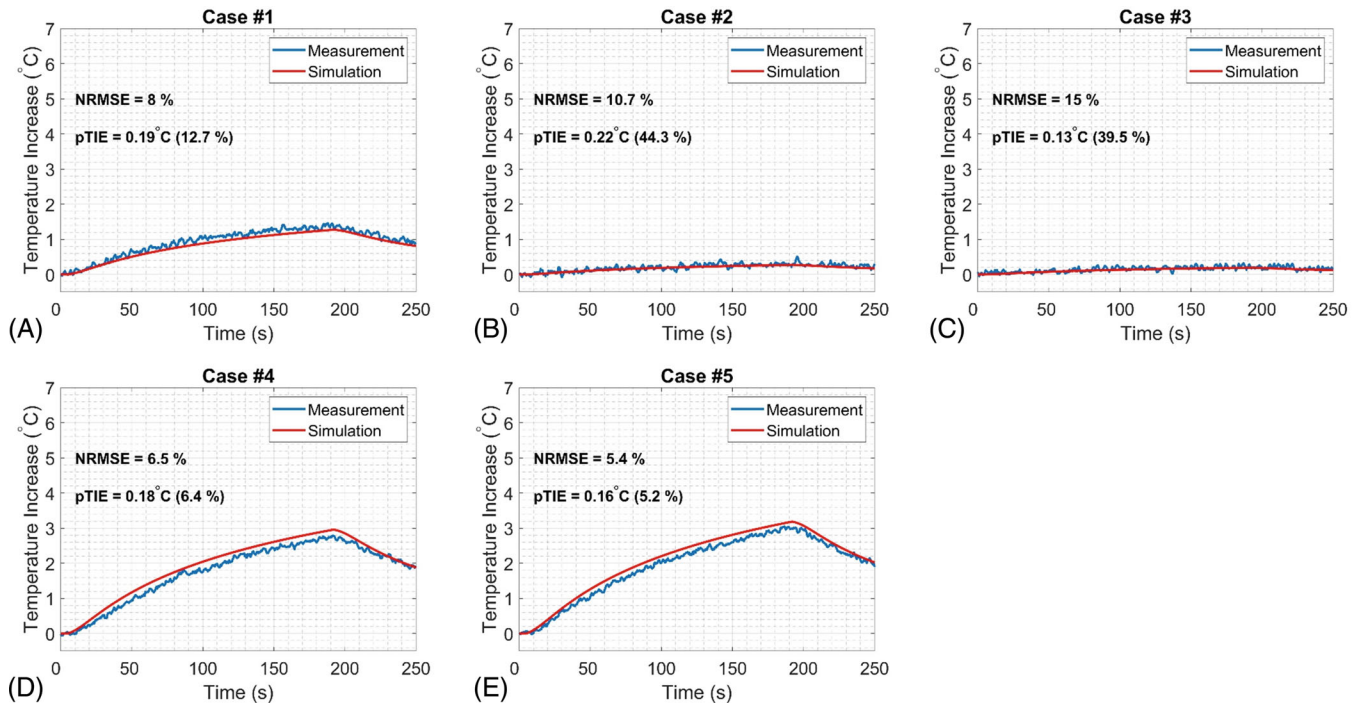 Case #1
7
6
5
4
3
2
1
0
Temperature Increase (°C)
Measurement
Simulation
NRMSE = 8 %
pTIE = 0.19°C (12.7 %)
0 50 100 150 200 250
Time (s)
(A)
Case #2
7
6
5
4
3
2
1
0
Temperature Increase (°C)
Measurement
Simulation
NRMSE = 10.7 %
pTIE = 0.22°C (44.3 %)
0 50 100 150 200 250
Time (s)
(B)
Case #3
7
6
5
4
3
2
1
0
Temperature Increase (°C)
Measurement
Simulation
NRMSE = 15 %
pTIE = 0.13°C (39.5 %)
0 50 100 150 200 250
Time (s)
(C)
Case #4
7
6
5
4
3
2
1
0
Temperature Increase (°C)
Measurement
Simulation
NRMSE = 6.5 %
pTIE = 0.18°C (6.4 %)
0 50 100 150 200 250
Time (s)
(D)
Case #5
7
6
5
4
3
2
1
0
Temperature Increase (°C)
Measurement
Simulation
NRMSE = 5.4 %
pTIE = 0.16°C (5.2 %)
0 50 100 150 200 250
Time (s)
(E)